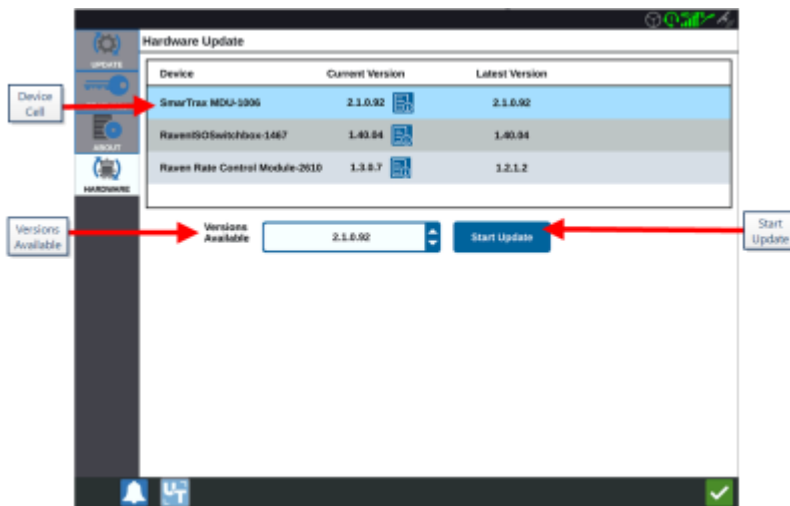 Hardware Update
UPDATE
Device Current Version Latest Version
Device
Cell
SmarTrax MDU-1006 2.1.0.92 2.1.0.92
RavenISOSwitchbox-1467 1.40.04 1.40.04
ABOUT
Raven Rate Control Module-2610 1.3.0.7 1.2.1.2
HARDWARE
Versions
Available
Versions
Available
2.1.0.92
Start Update
Start
Update
UT